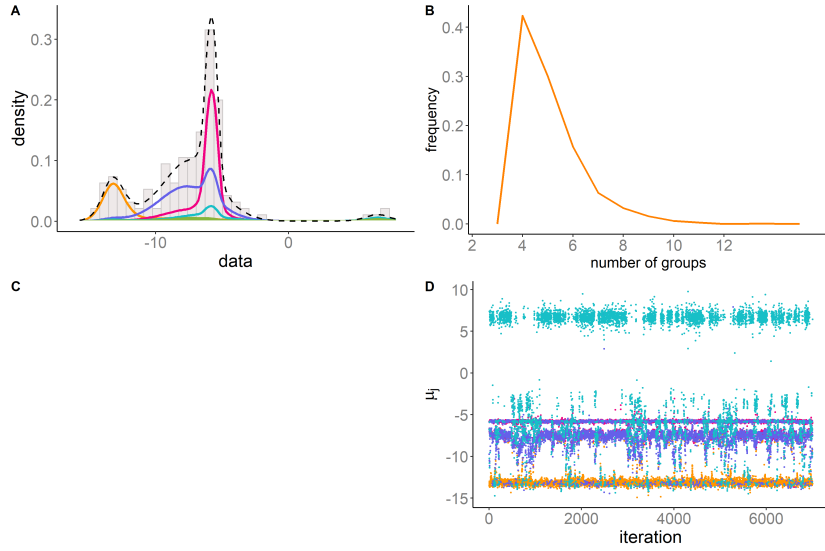 A
density
0.3
0.2
0.1
0.0
-10 0
data
B
frequency
0.4
0.3
0.2
0.1
0.0
2 4 6 8 10 12
number of groups
C
D
μj
10
5
0
-5
-10
-15
0 2000 4000 6000
iteration